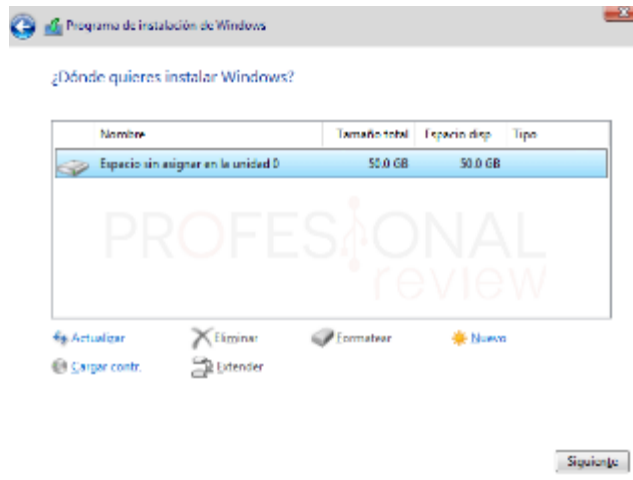 Programa de instalación de Windows
¿Dónde quieres instalar Windows?
Nombre Tamaño total Espacio disp. Tipo
Espacio sin asignar en la unidad 0 50.0 GB 50.0 GB
PROFESIONAL
review
Actualizar Eliminar Formatear Nuevo
Cargar contr. Extender
Siguiente